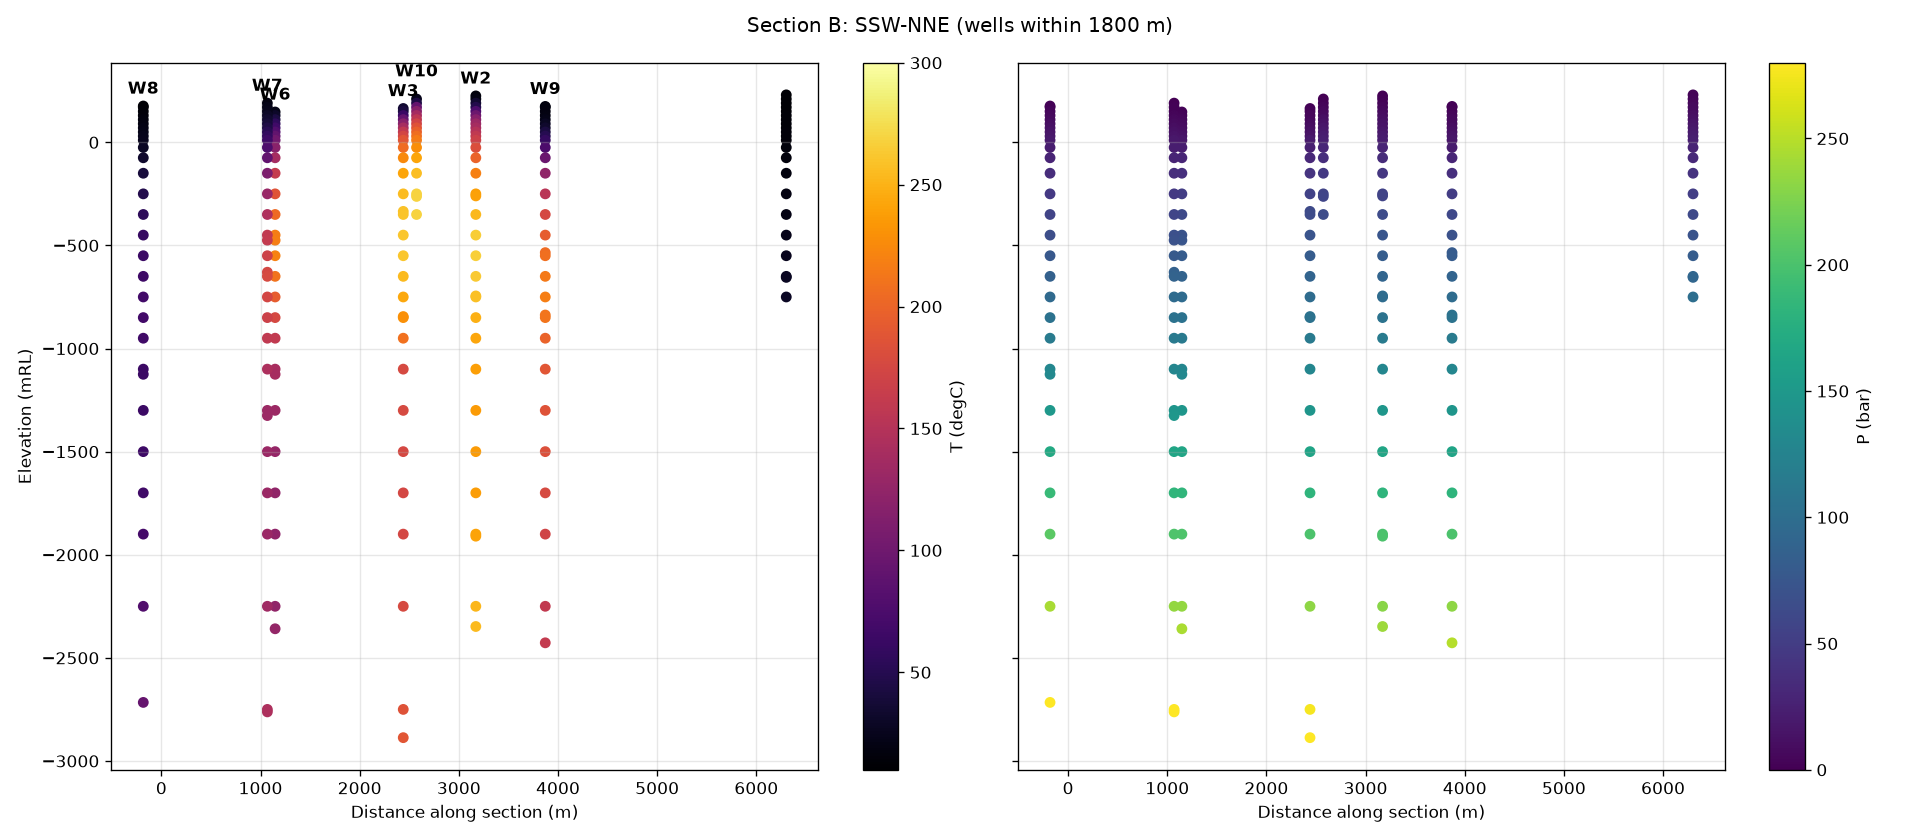 Section B: SSW-NNE (wells within 1800 m)
W8
W7
W6
W10
W3
W2
W9
Elevation (mRL)
0
−500
−1000
−1500
−2000
−2500
−3000
0 1000 2000 3000 4000 5000 6000
Distance along section (m)
300
250
200
150
100
50
T (degC)
0 1000 2000 3000 4000 5000 6000
Distance along section (m)
250
200
150
100
50
0
P (bar)